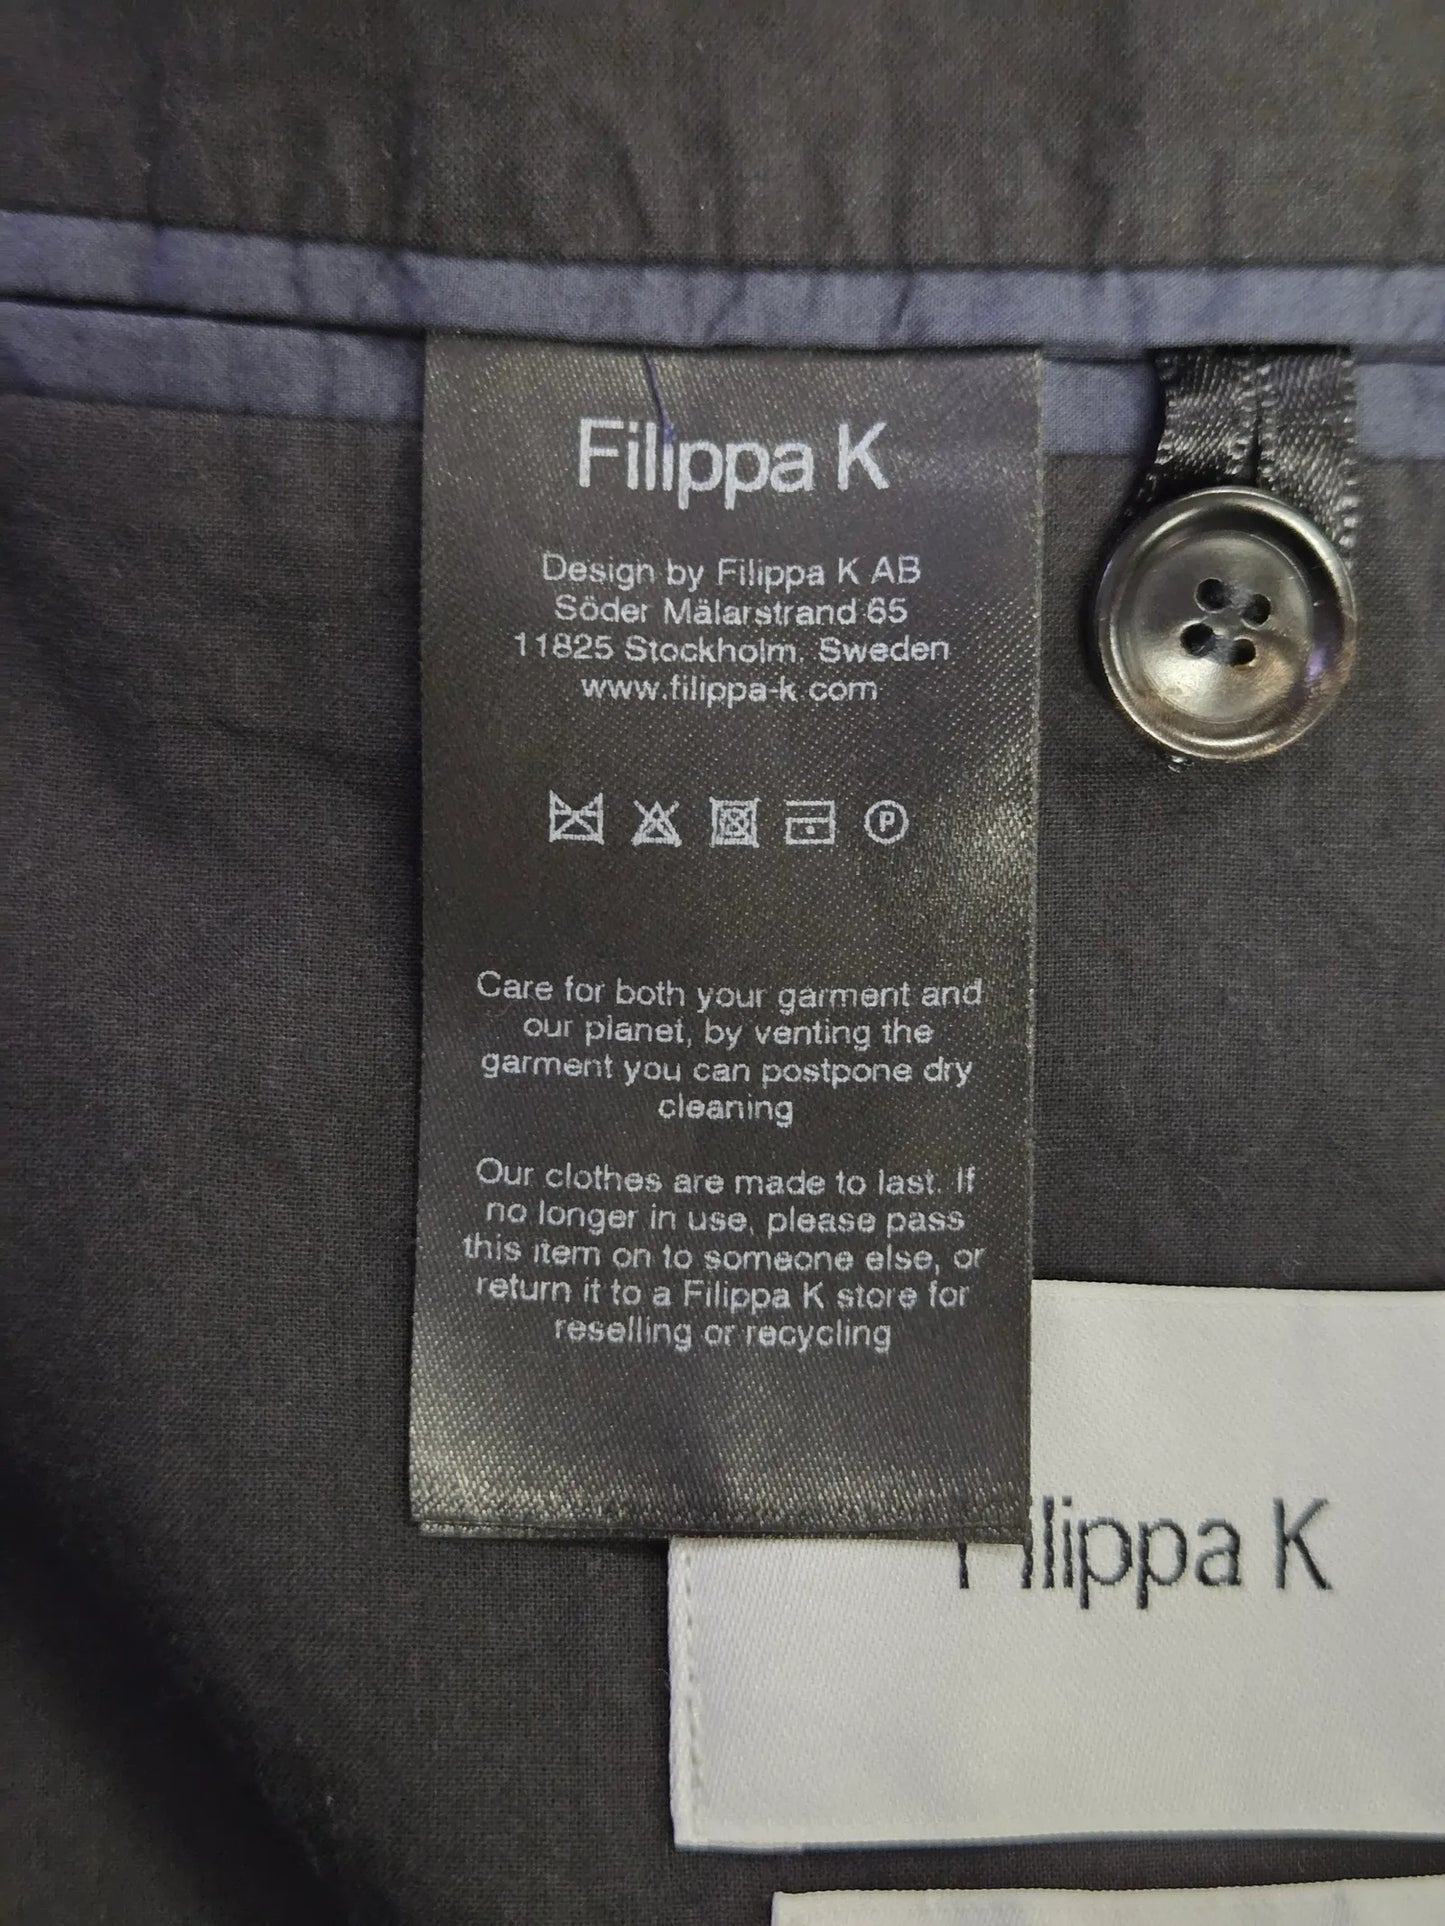 Filippa K
Design by Filippa K AB
Söder Mälarstrand 65
11825 Stockholm, Sweden
www.filippa-k.com
P
Care for both your garment and
our planet, by venting the
garment you can postpone dry
cleaning
Our clothes are made to last. If
no longer in use, please pass
this item on to someone else, or
return it to a Filippa K store for
reselling or recycling
Filippa K